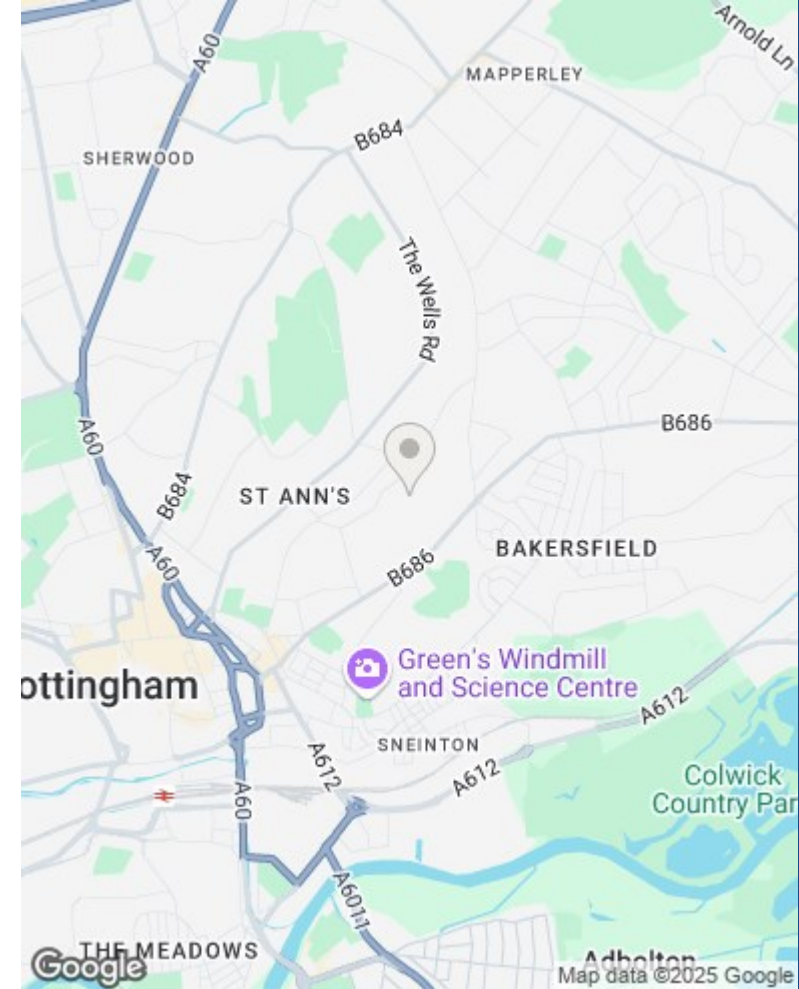 A60
Arnold Ln
MAPPERLEY
B684
SHERWOOD
The Wells Rd
A60
B686
B684
ST ANN'S
A60
B686
BAKERSFIELD
Green's Windmill
and Science Centre
ottingham
A612
SNEINTON
A612
A612
A60
Colwick
Country Par
A6011
THE MEADOWS
Adbolton
Google
Map data ©2025 Google